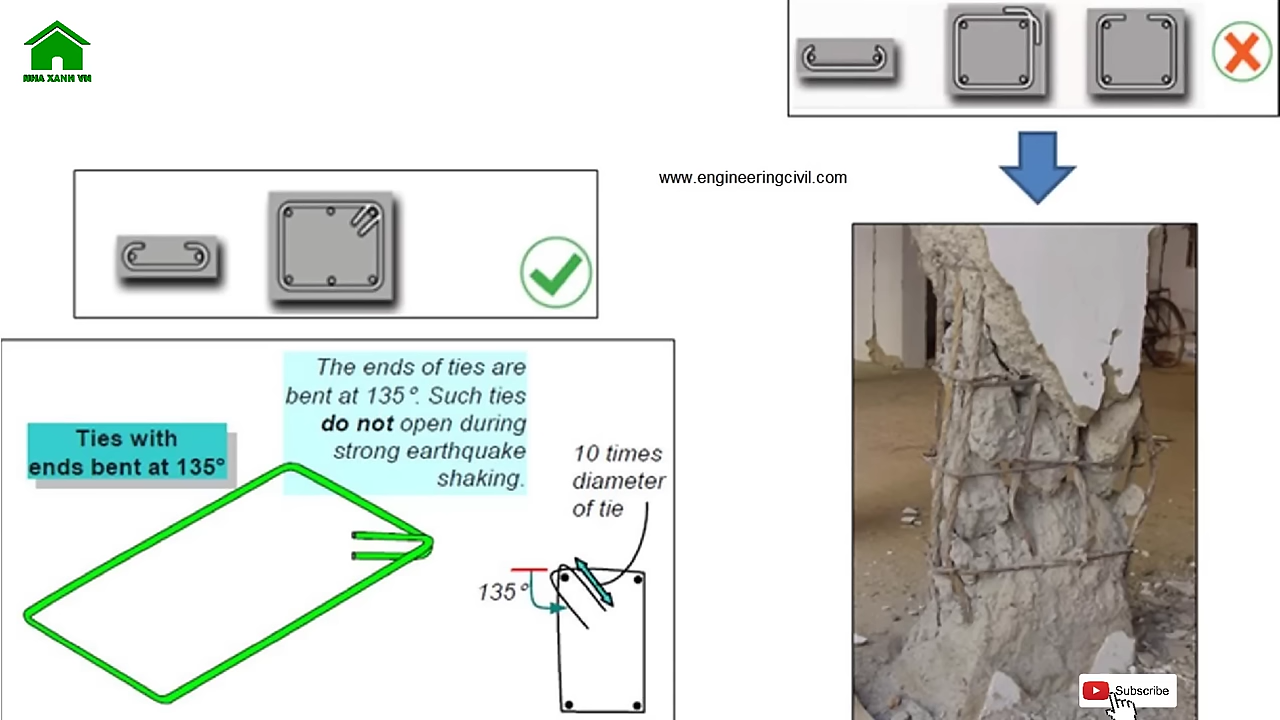 NHA XANH VN
www.engineeringcivil.com
The ends of ties are
bent at 135°. Such ties
do not open during
strong earthquake
shaking.
Ties with
ends bent at 135°
10 times
diameter
of tie
135°
Subscribe